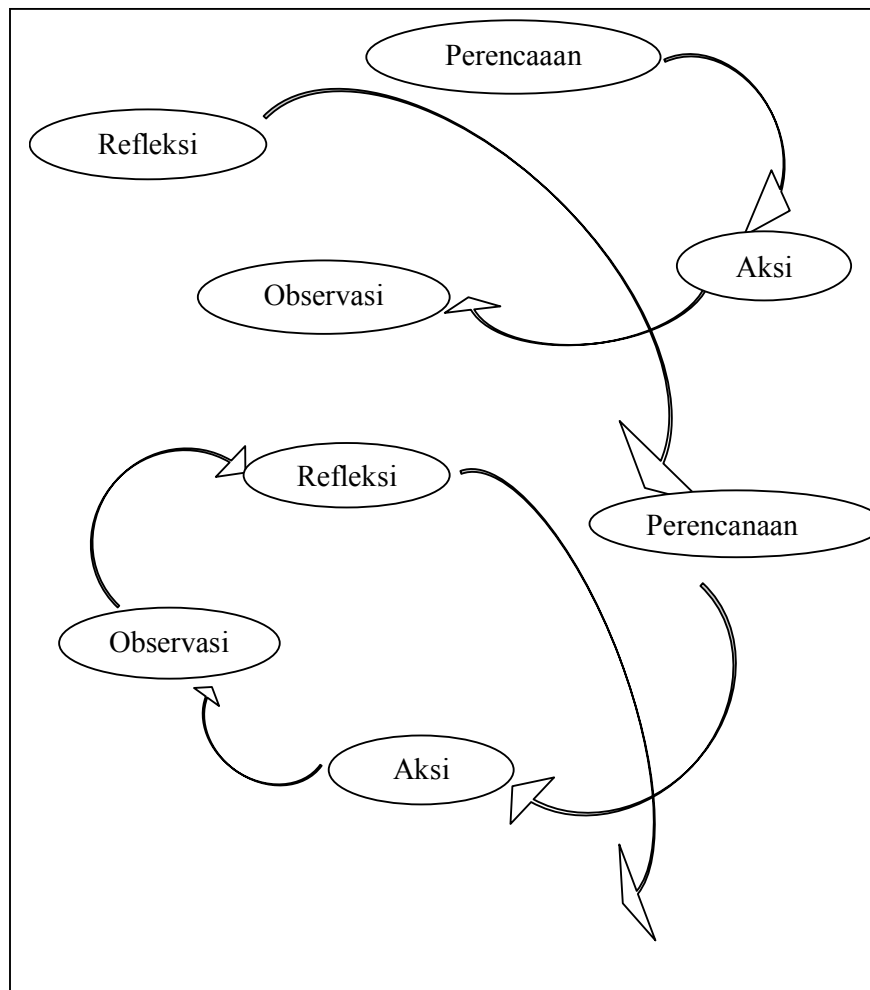 Perencaaan
Refleksi
Aksi
Observasi
Refleksi
Perencanaan
Observasi
Aksi